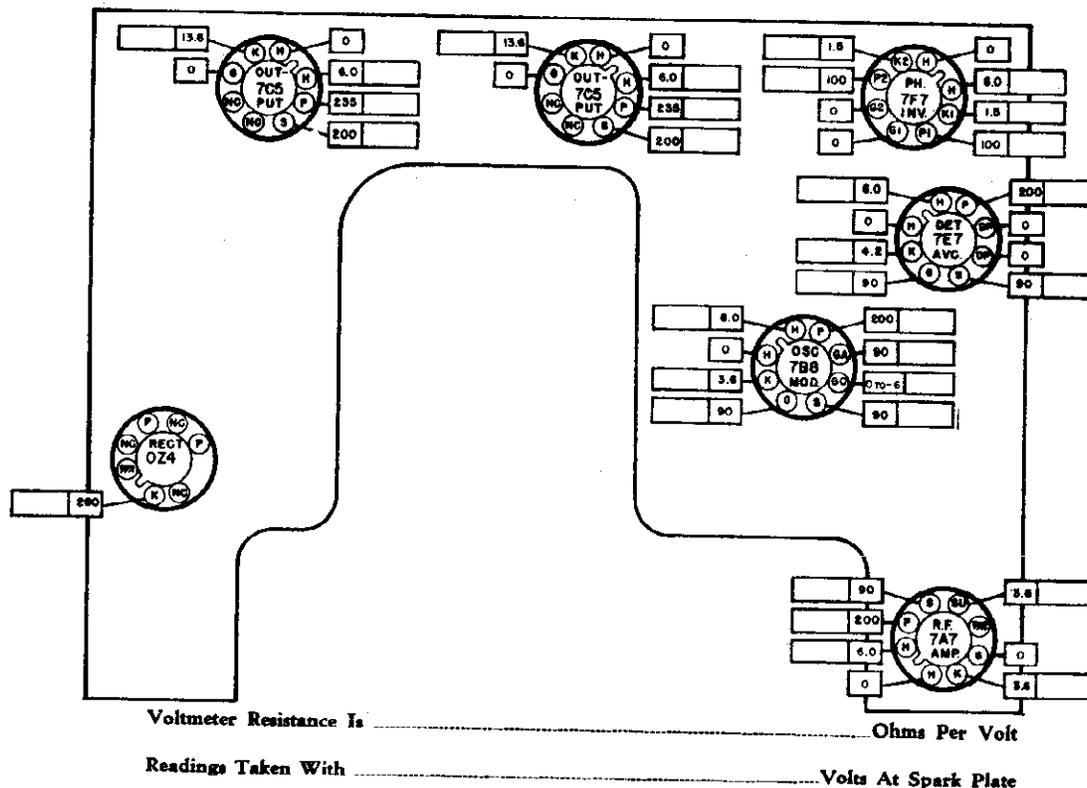 13.6
K H
0
0
G
H
6.0
OUT-
7C5
PUT
NC
P
235
NC
S
200
13.6
K H
0
0
G
H
6.0
OUT-
7C5
PUT
NC
P
235
NC
S
200
1.5
K2 H
0
100
P2
H
6.0
PH.
7F7
INV.
0
G2
K1
1.5
0
G1
P1
100
6.0
H P
200
0
H
0
DET
7E7
AVC.
4.2
K
DP
0
90
S
90
6.0
H P
200
0
H
GA
90
OSC
7B8
MOD.
3.6
K
GO
0 TO-6
90
G
S
90
P NC
NC
P
RECT
0Z4
K NC
280
90
S SU
3.6
200
P
R.F.
7A7
AMP.
6.0
H
G
0
0
H K
3.6
Voltmeter Resistance Is Ohms Per Volt
Readings Taken With Volts At Spark Plate